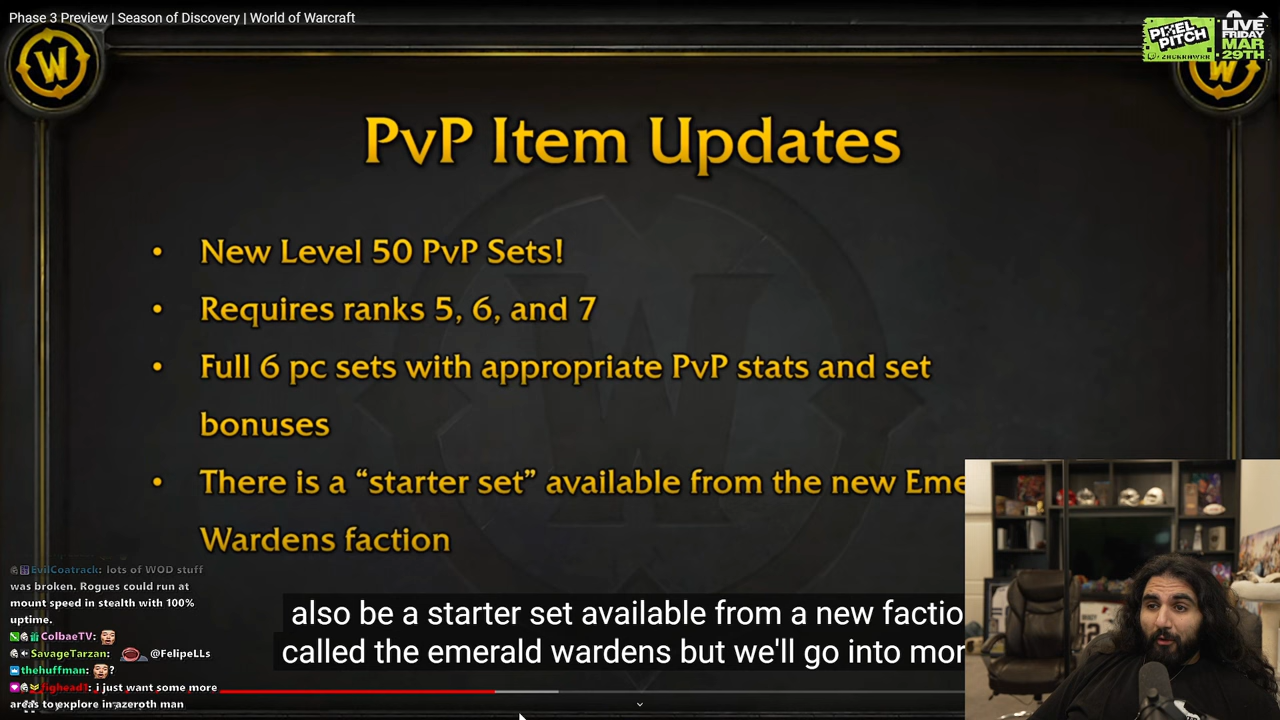 Phase 3 Preview | Season of Discovery | World of Warcraft
PIXEL
PITCH
LIVE
FRIDAY
MAR
29TH
PvP Item Updates
• New Level 50 PvP Sets!
• Requires ranks 5, 6, and 7
• Full 6 pc sets with appropriate PvP stats and set
bonuses
• There is a “starter set” available from the new Eme
Wardens faction
EvilCoatrack: lots of WOD stuff
was broken. Rogues could run at
mount speed in stealth with 100%
uptime.
ColbaeTV:
SavageTarzan: @FelipeLLs
thehuffman: ?
fighead1: i just want some more
areas to explore in azeroth man
also be a starter set available from a new factio
called the emerald wardens but we'll go into mor